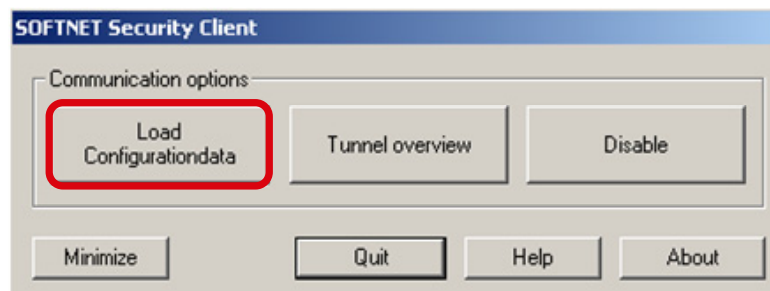 SOFTNET Security Client
Communication options
Load
Configurationdata
Tunnel overview
Disable
Minimize
Quit
Help
About